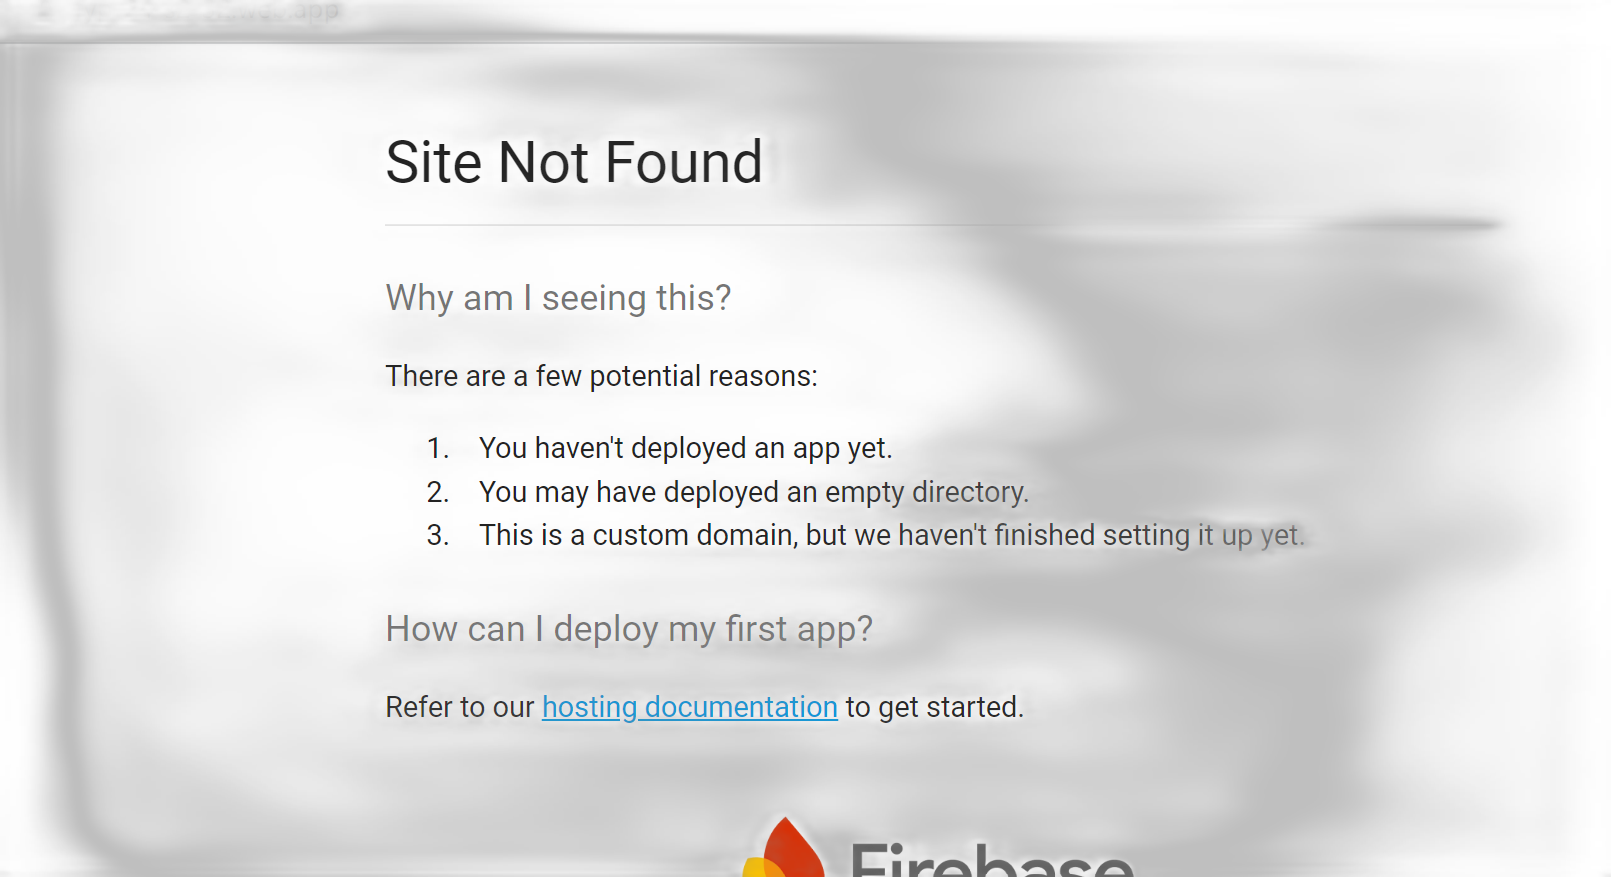 Site Not Found
Why am I seeing this?
There are a few potential reasons:
1. You haven't deployed an app yet.
2. You may have deployed an empty directory.
3. This is a custom domain, but we haven't finished setting it up yet.
How can I deploy my first app?
Refer to our hosting documentation to get started.
Firebase